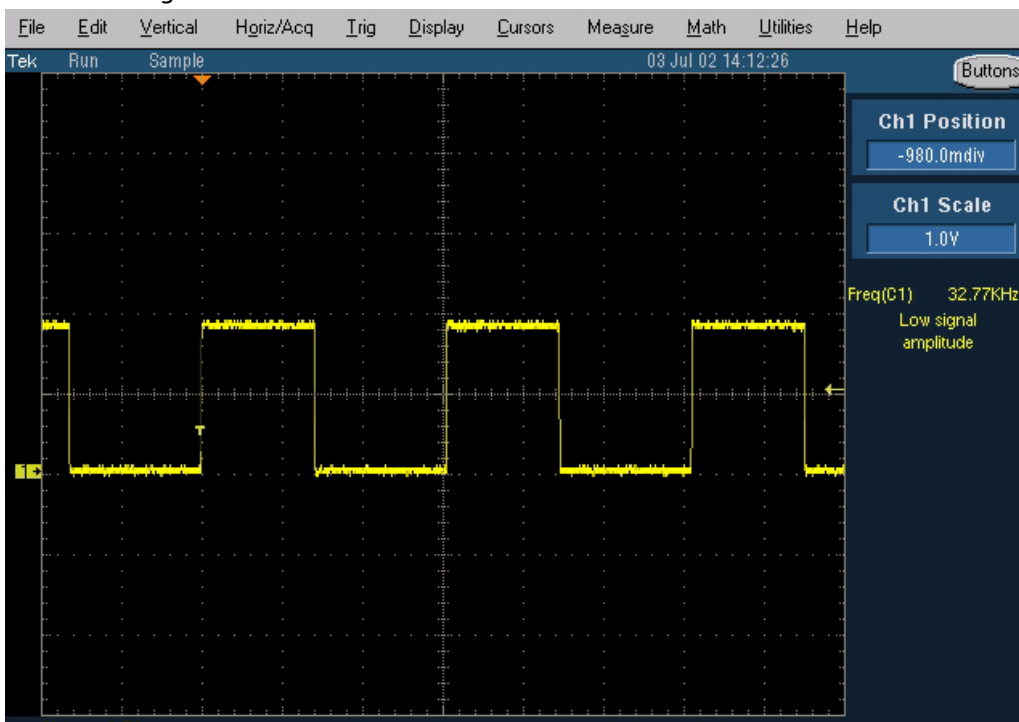 File Edit Vertical Horiz/Acq Trig Display Cursors Measure Math Utilities Help
Tek Run Sample 03 Jul 02 14:12:26
Buttons
Ch1 Position
-980.0mdiv
Ch1 Scale
1.0V
Freq(C1) 32.77KHz
Low signal
amplitude
T
1